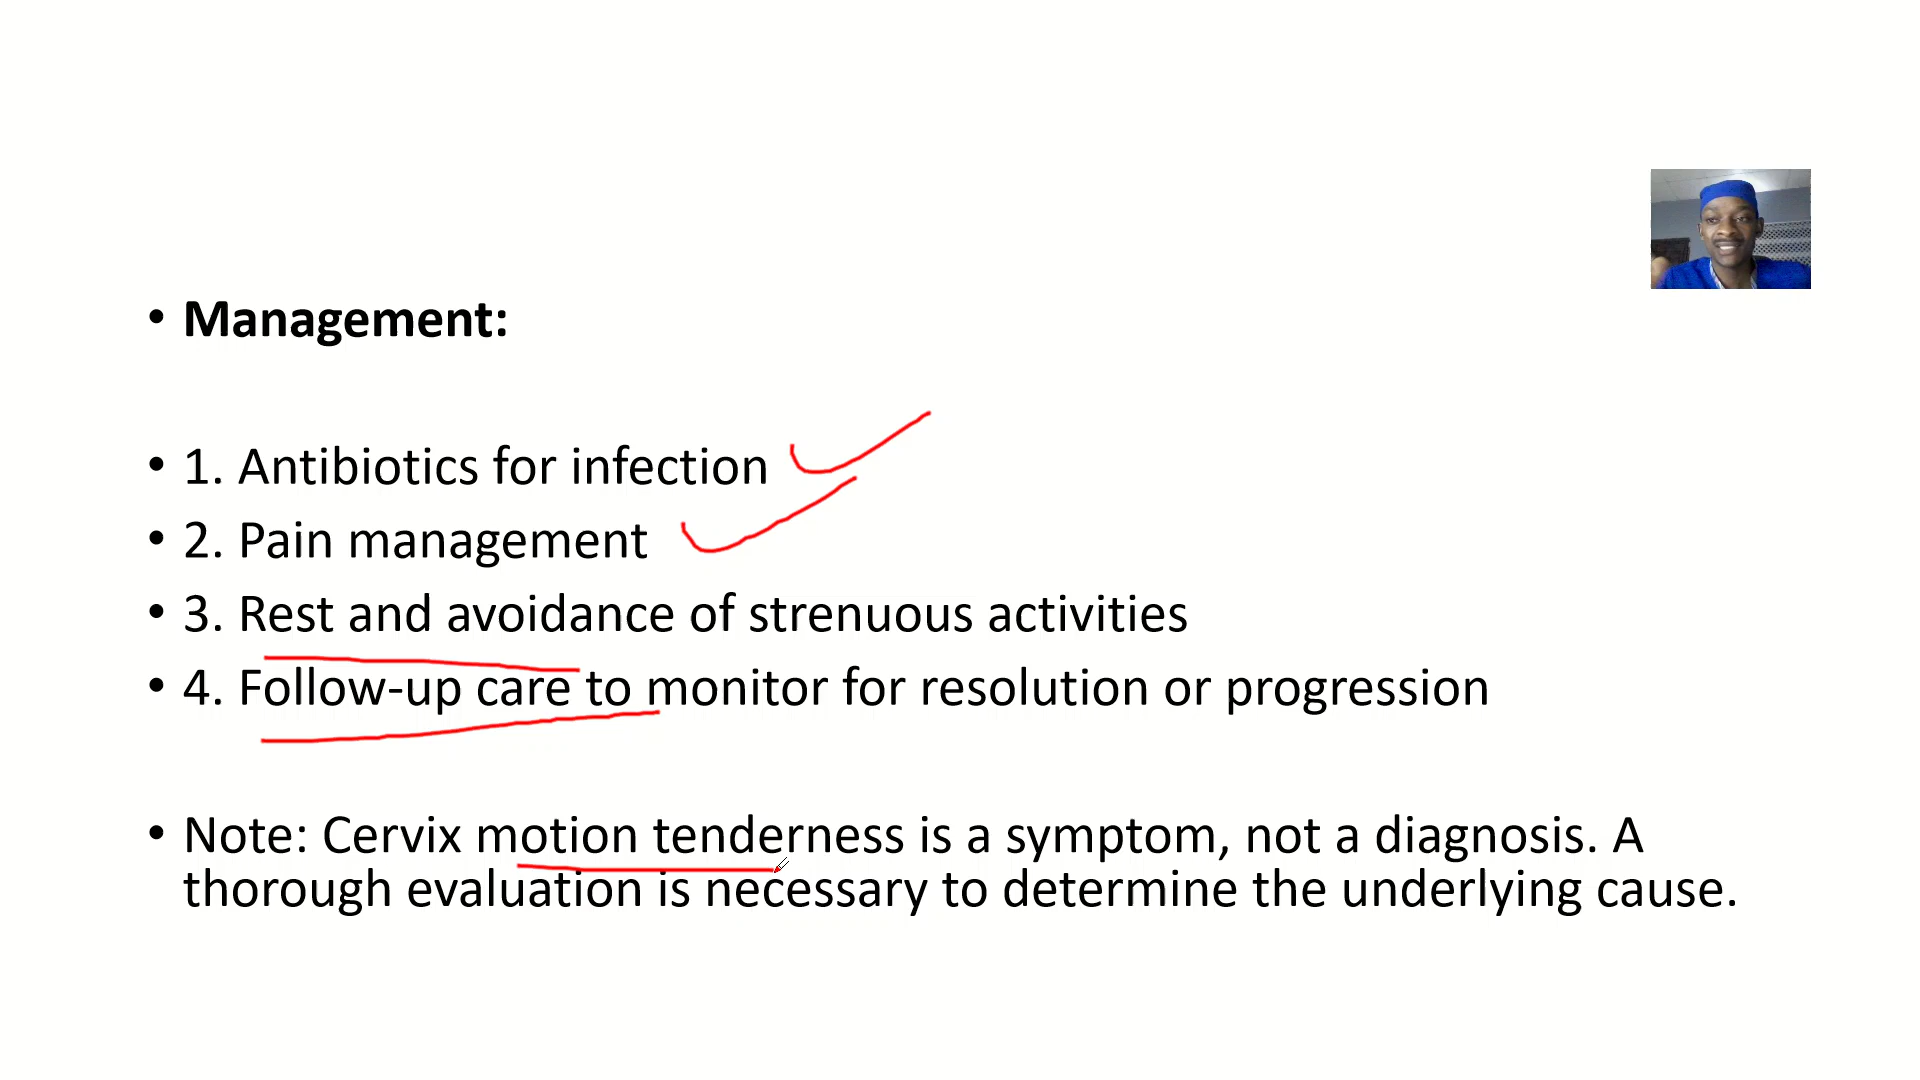 • Management:
• 1. Antibiotics for infection
• 2. Pain management
• 3. Rest and avoidance of strenuous activities
• 4. Follow-up care to monitor for resolution or progression
• Note: Cervix motion tenderness is a symptom, not a diagnosis. A
thorough evaluation is necessary to determine the underlying cause.